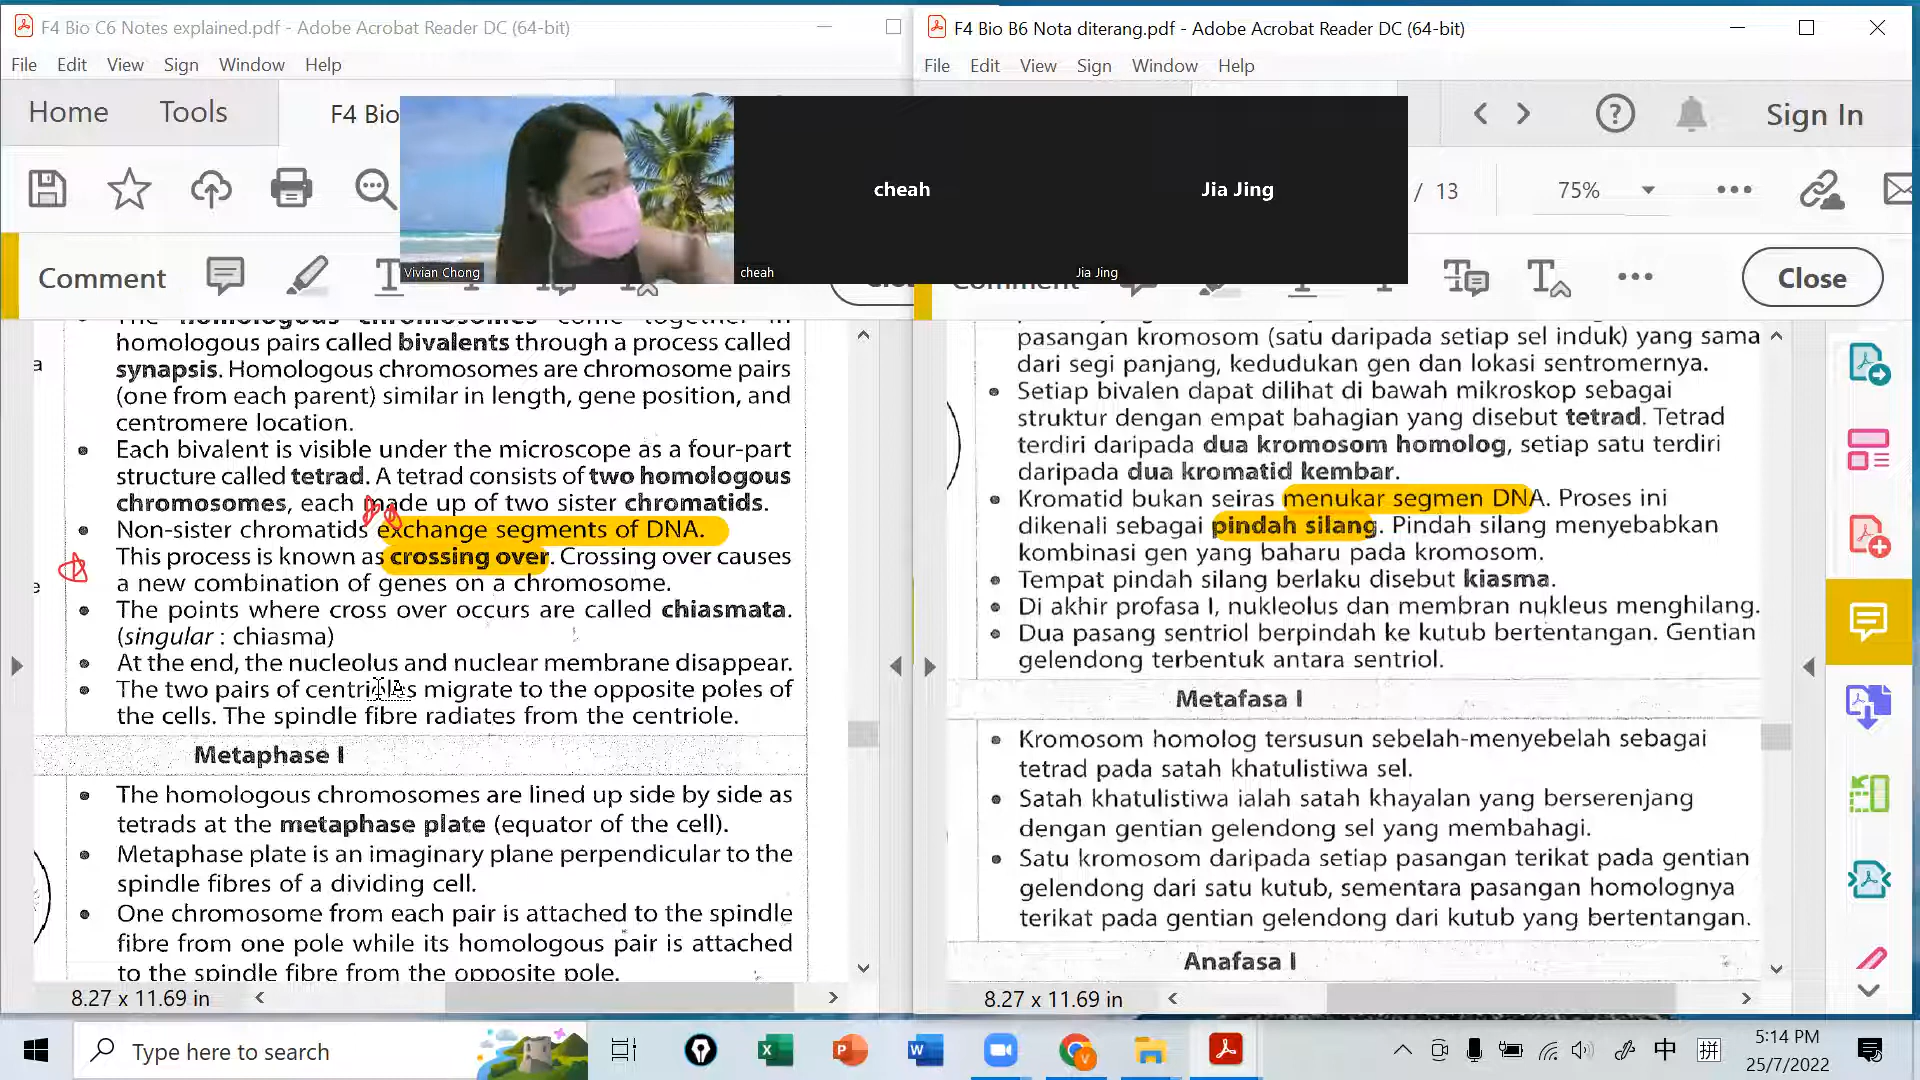 F4 Bio C6 Notes explained.pdf - Adobe Acrobat Reader DC (64-bit)
File Edit View Sign Window Help
Home Tools F4 Bio
Comment
homologous chromosomes come together in
homologous pairs called bivalents through a process called
synapsis. Homologous chromosomes are chromosome pairs
(one from each parent) similar in length, gene position, and
centromere location.
Each bivalent is visible under the microscope as a four-part
structure called tetrad. A tetrad consists of two homologous
chromosomes, each made up of two sister chromatids.
Non-sister chromatids exchange segments of DNA.
This process is known as crossing over. Crossing over causes
a new combination of genes on a chromosome.
The points where cross over occurs are called chiasmata.
(singular : chiasma)
At the end, the nucleolus and nuclear membrane disappear.
The two pairs of centrioles migrate to the opposite poles of
the cells. The spindle fibre radiates from the centriole.
Metaphase I
The homologous chromosomes are lined up side by side as
tetrads at the metaphase plate (equator of the cell).
Metaphase plate is an imaginary plane perpendicular to the
spindle fibres of a dividing cell.
One chromosome from each pair is attached to the spindle
fibre from one pole while its homologous pair is attached
to the spindle fibre from the opposite pole.
8.27 x 11.69 in
Vivian Chong
cheah
cheah
Jia Jing
Jia Jing
F4 Bio B6 Nota diterang.pdf - Adobe Acrobat Reader DC (64-bit)
File Edit View Sign Window Help
Sign In
/ 13
75%
Close
pasangan kromosom (satu daripada setiap sel induk) yang sama
dari segi panjang, kedudukan gen dan lokasi sentromernya.
Setiap bivalen dapat dilihat di bawah mikroskop sebagai
struktur dengan empat bahagian yang disebut tetrad. Tetrad
terdiri daripada dua kromosom homolog, setiap satu terdiri
daripada dua kromatid kembar.
Kromatid bukan seiras menukar segmen DNA. Proses ini
dikenali sebagai pindah silang. Pindah silang menyebabkan
kombinasi gen yang baharu pada kromosom.
Tempat pindah silang berlaku disebut kiasma.
Di akhir profasa I, nukleolus dan membran nukleus menghilang.
Dua pasang sentriol berpindah ke kutub bertentangan. Gentian
gelendong terbentuk antara sentriol.
Metafasa I
Kromosom homolog tersusun sebelah-menyebelah sebagai
tetrad pada satah khatulistiwa sel.
Satah khatulistiwa ialah satah khayalan yang berserenjang
dengan gentian gelendong sel yang membahagi.
Satu kromosom daripada setiap pasangan terikat pada gentian
gelendong dari satu kutub, sementara pasangan homolognya
terikat pada gentian gelendong dari kutub yang bertentangan.
Anafasa I
8.27 x 11.69 in
Type here to search
中 拼
5:14 PM
25/7/2022